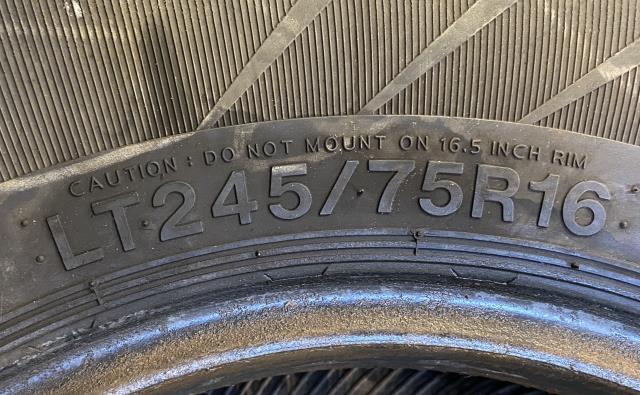 CAUTION : DO NOT MOUNT ON 16.5 INCH RIM
LT245/75R16